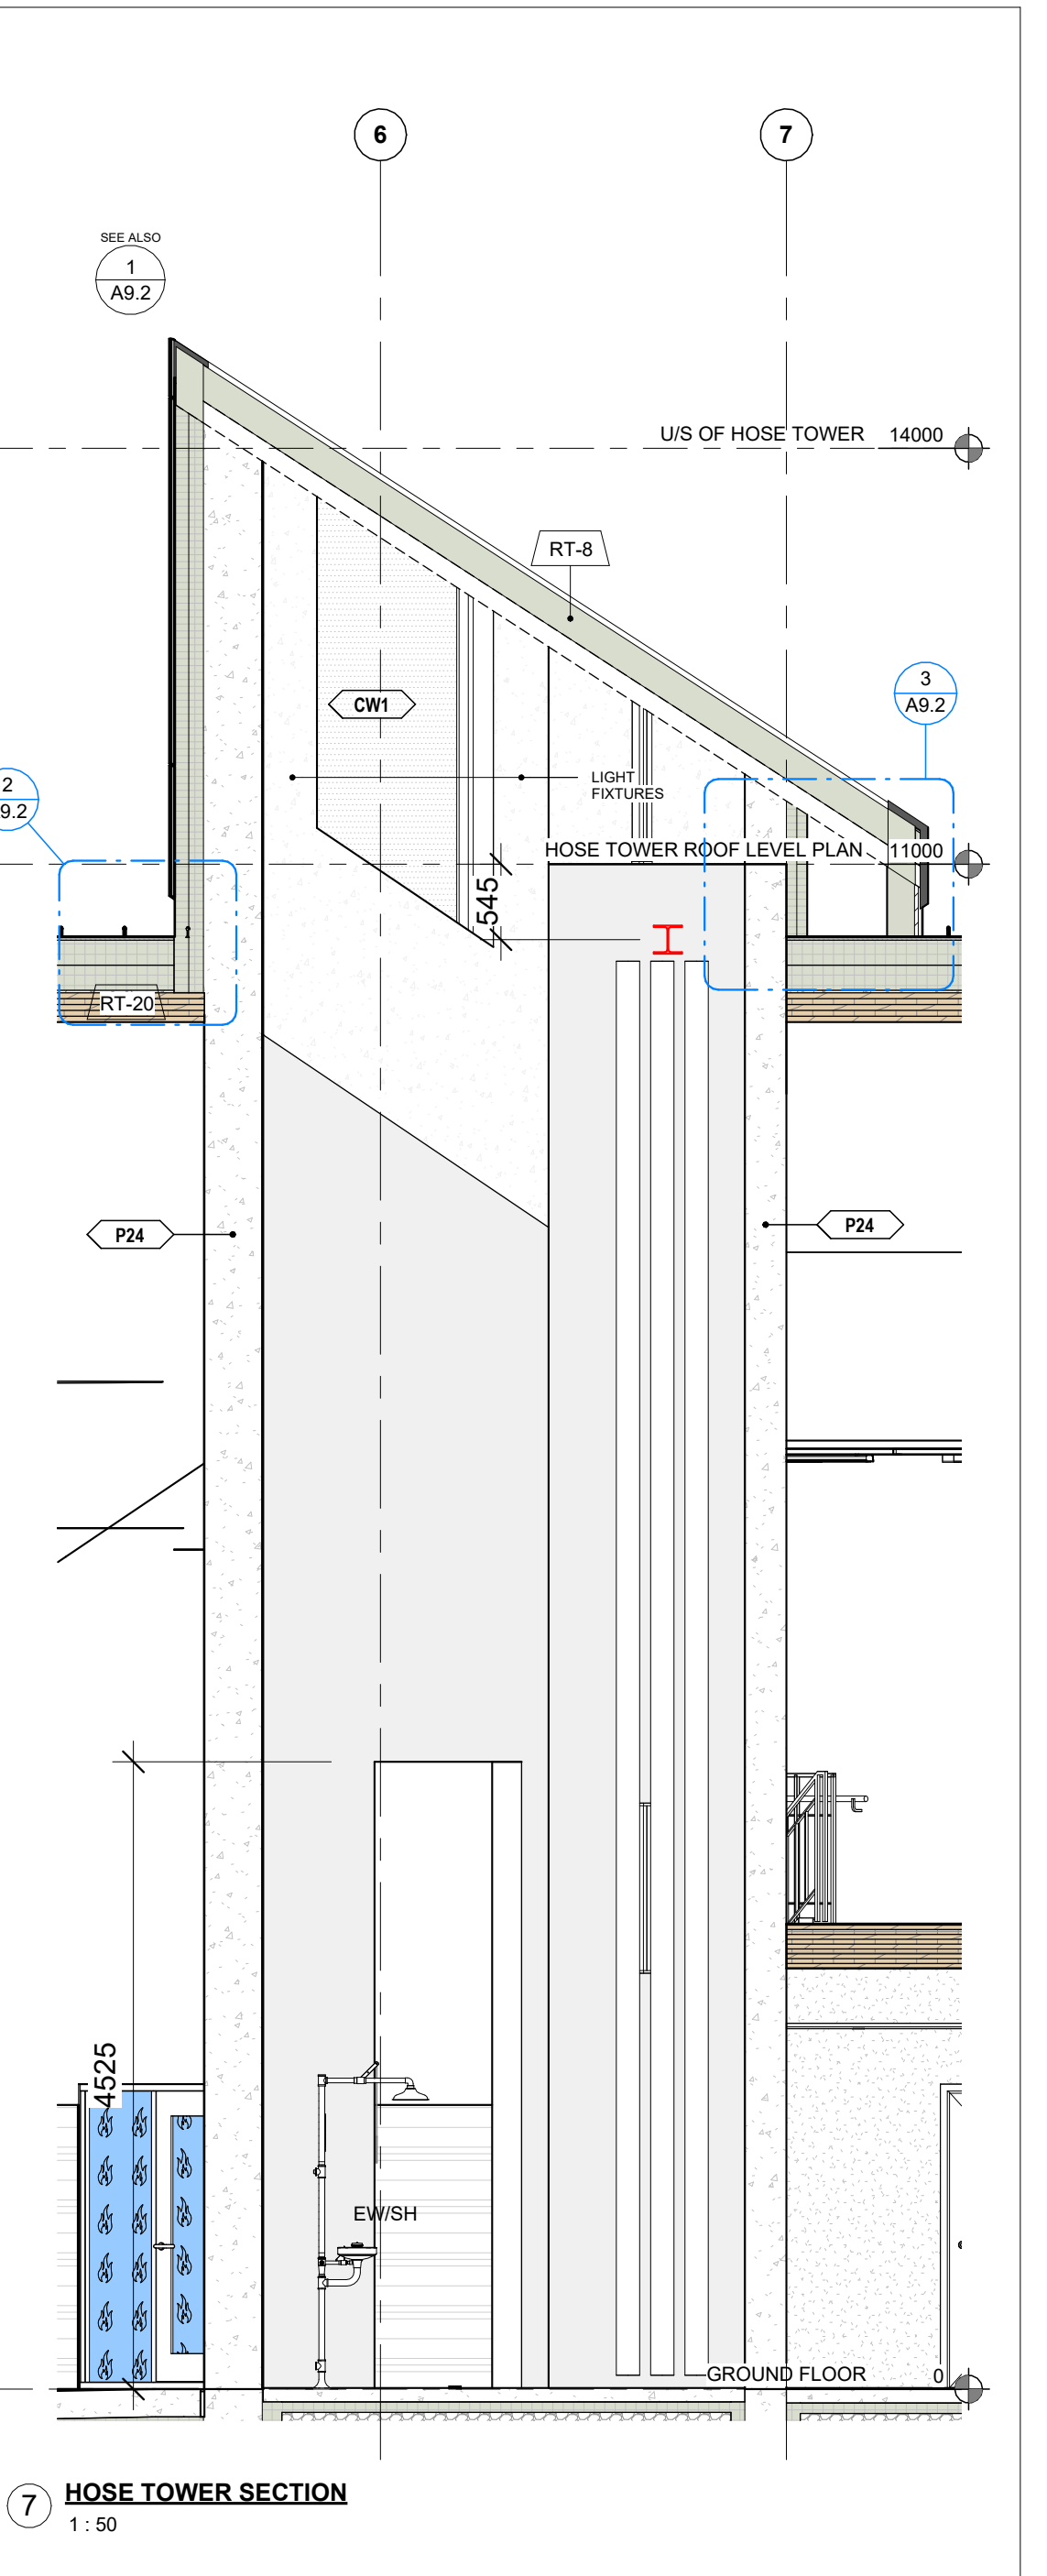 6
7
SEE ALSO
1
A9.2
U/S OF HOSE TOWER 14000
RT-8
3
A9.2
CW1
2
9.2
LIGHT
FIXTURES
HOSE TOWER ROOF LEVEL PLAN 11000
545
RT-20
P24
P24
4525
EW/SH
GROUND FLOOR 0
7 HOSE TOWER SECTION
1 : 50